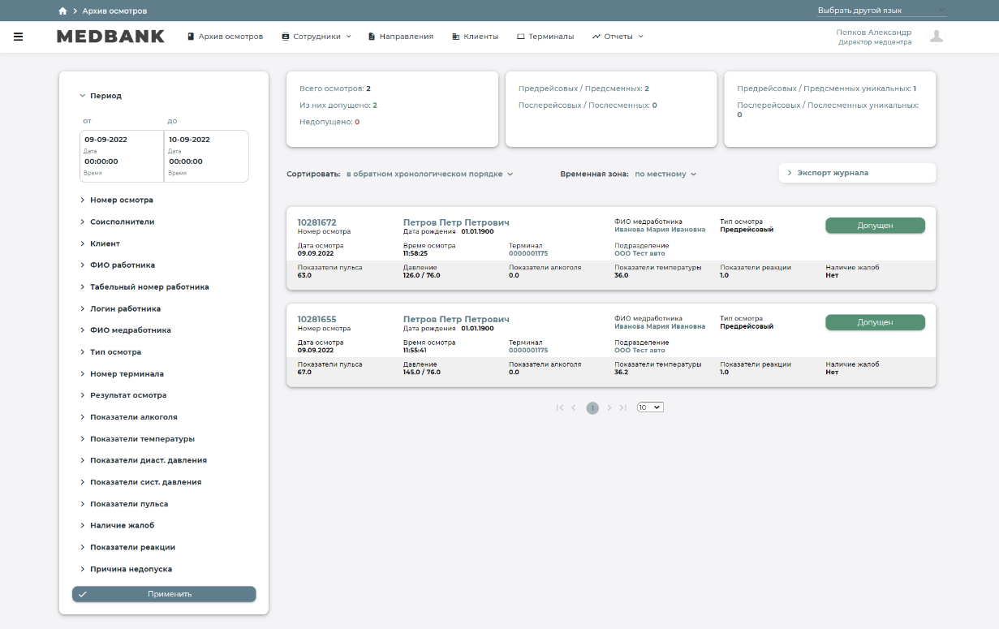 Архив осмотров
Выбрать другой язык
MEDBANK
Архив осмотров
Сотрудники
Направления
Клиенты
Терминалы
Отчеты
Попков Александр
Директор медцентра
Период
от
до
09-09-2022
10-09-2022
Дата
Дата
00:00:00
00:00:00
Время
Время
Номер осмотра
Соисполнители
Клиент
ФИО работника
Табельный номер работника
Логин работника
ФИО медработника
Тип осмотра
Номер терминала
Результат осмотра
Показатели алкоголя
Показатели температуры
Показатели диаст. давления
Показатели сист. давления
Показатели пульса
Наличие жалоб
Показатели реакции
Причина недопуска
Применить
Всего осмотров: 2
Из них допущено: 2
Недопущено: 0
Предрейсовых / Предсменных: 2
Послерейсовых / Послесменных: 0
Предрейсовых / Предсменных уникальных: 1
Послерейсовых / Послесменных уникальных:
0
Сортировать: в обратном хронологическом порядке
Временная зона: по местному
Экспорт журнала
10281672
Номер осмотра
Петров Петр Петрович
Дата рождения 01.01.1900
ФИО медработника
Иванова Мария Ивановна
Тип осмотра
Предрейсовый
Допущен
Дата осмотра
09.09.2022
Время осмотра
11:58:25
Терминал
0000001175
Подразделение
ООО Тест авто
Показатели пульса
63.0
Давление
126.0 / 76.0
Показатели алкоголя
0.0
Показатели температуры
36.0
Показатели реакции
1.0
Наличие жалоб
Нет
10281655
Номер осмотра
Петров Петр Петрович
Дата рождения 01.01.1900
ФИО медработника
Иванова Мария Ивановна
Тип осмотра
Предрейсовый
Допущен
Дата осмотра
09.09.2022
Время осмотра
11:55:41
Терминал
0000001175
Подразделение
ООО Тест авто
Показатели пульса
67.0
Давление
145.0 / 76.0
Показатели алкоголя
0.0
Показатели температуры
36.2
Показатели реакции
1.0
Наличие жалоб
Нет
1
10